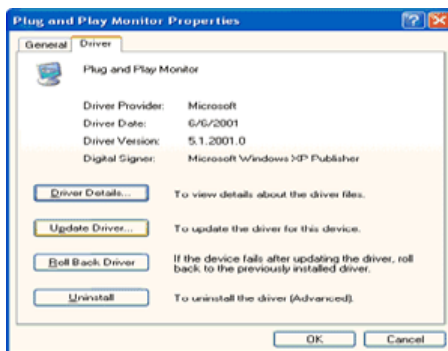 Plug and Play Monitor Properties
General
Driver
Plug and Play Monitor
Driver Provider: Microsoft
Driver Date: 6/6/2001
Driver Version: 5.1.2001.0
Digital Signer: Microsoft Windows XP Publisher
Driver Details... To view details about the driver files.
Update Driver... To update the driver for this device.
Roll Back Driver If the device fails after updating the driver, roll
back to the previously installed driver.
Uninstall To uninstall the driver (Advanced).
OK Cancel